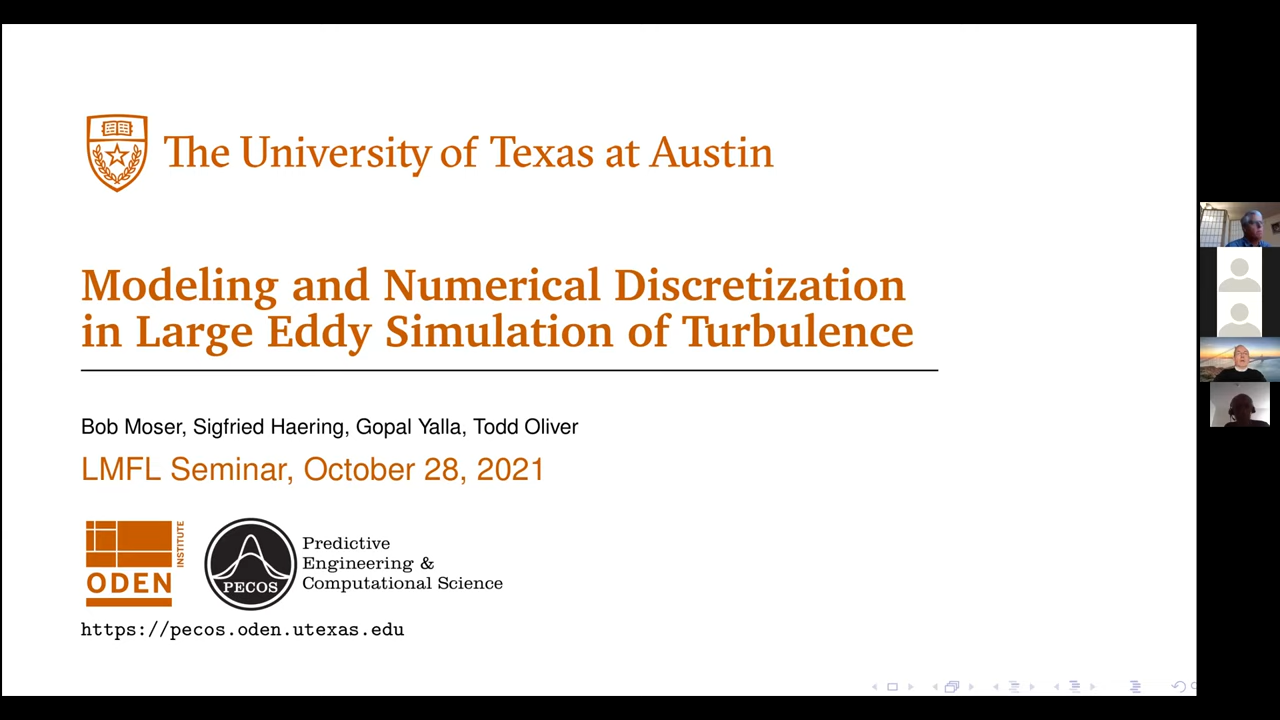 The University of Texas at Austin
Modeling and Numerical Discretization
in Large Eddy Simulation of Turbulence
Bob Moser, Sigfried Haering, Gopal Yalla, Todd Oliver
LMFL Seminar, October 28, 2021
ODEN
INSTITUTE
PECOS
Predictive
Engineering &
Computational Science
https://pecos.oden.utexas.edu